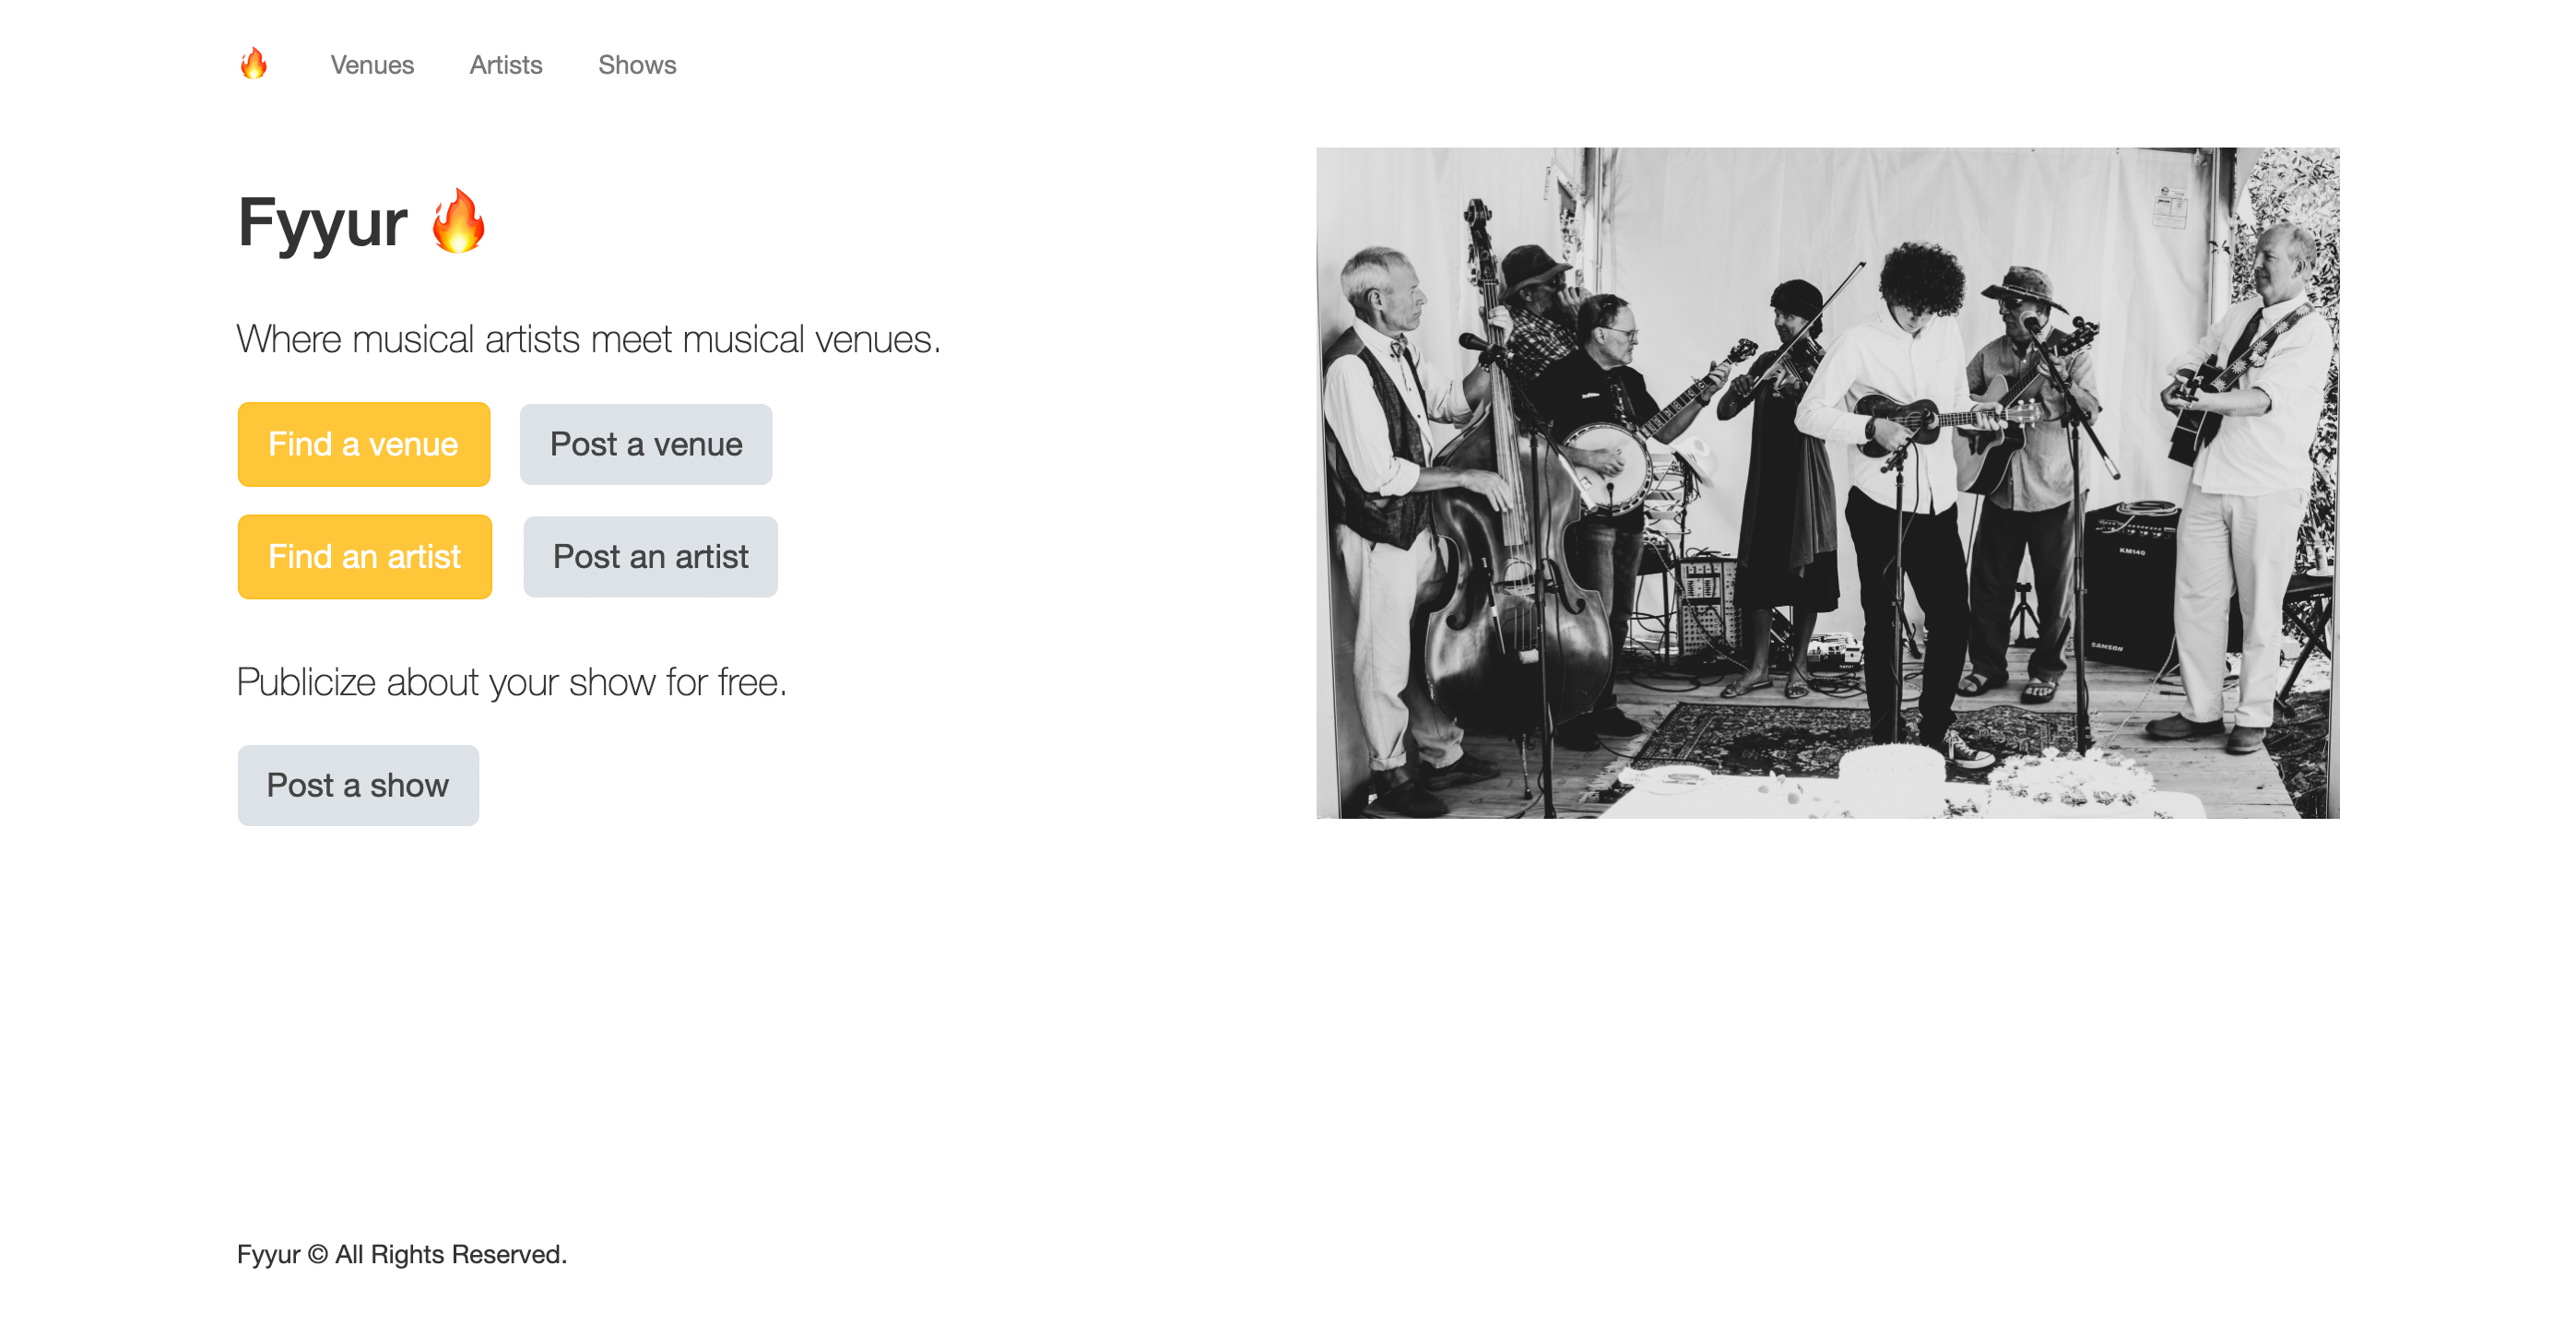 🔥 Venues Artists Shows
Fyyur 🔥
Where musical artists meet musical venues.
Find a venue Post a venue
Find an artist Post an artist
Publicize about your show for free.
Post a show
KM140
SAMSON
Fyyur © All Rights Reserved.